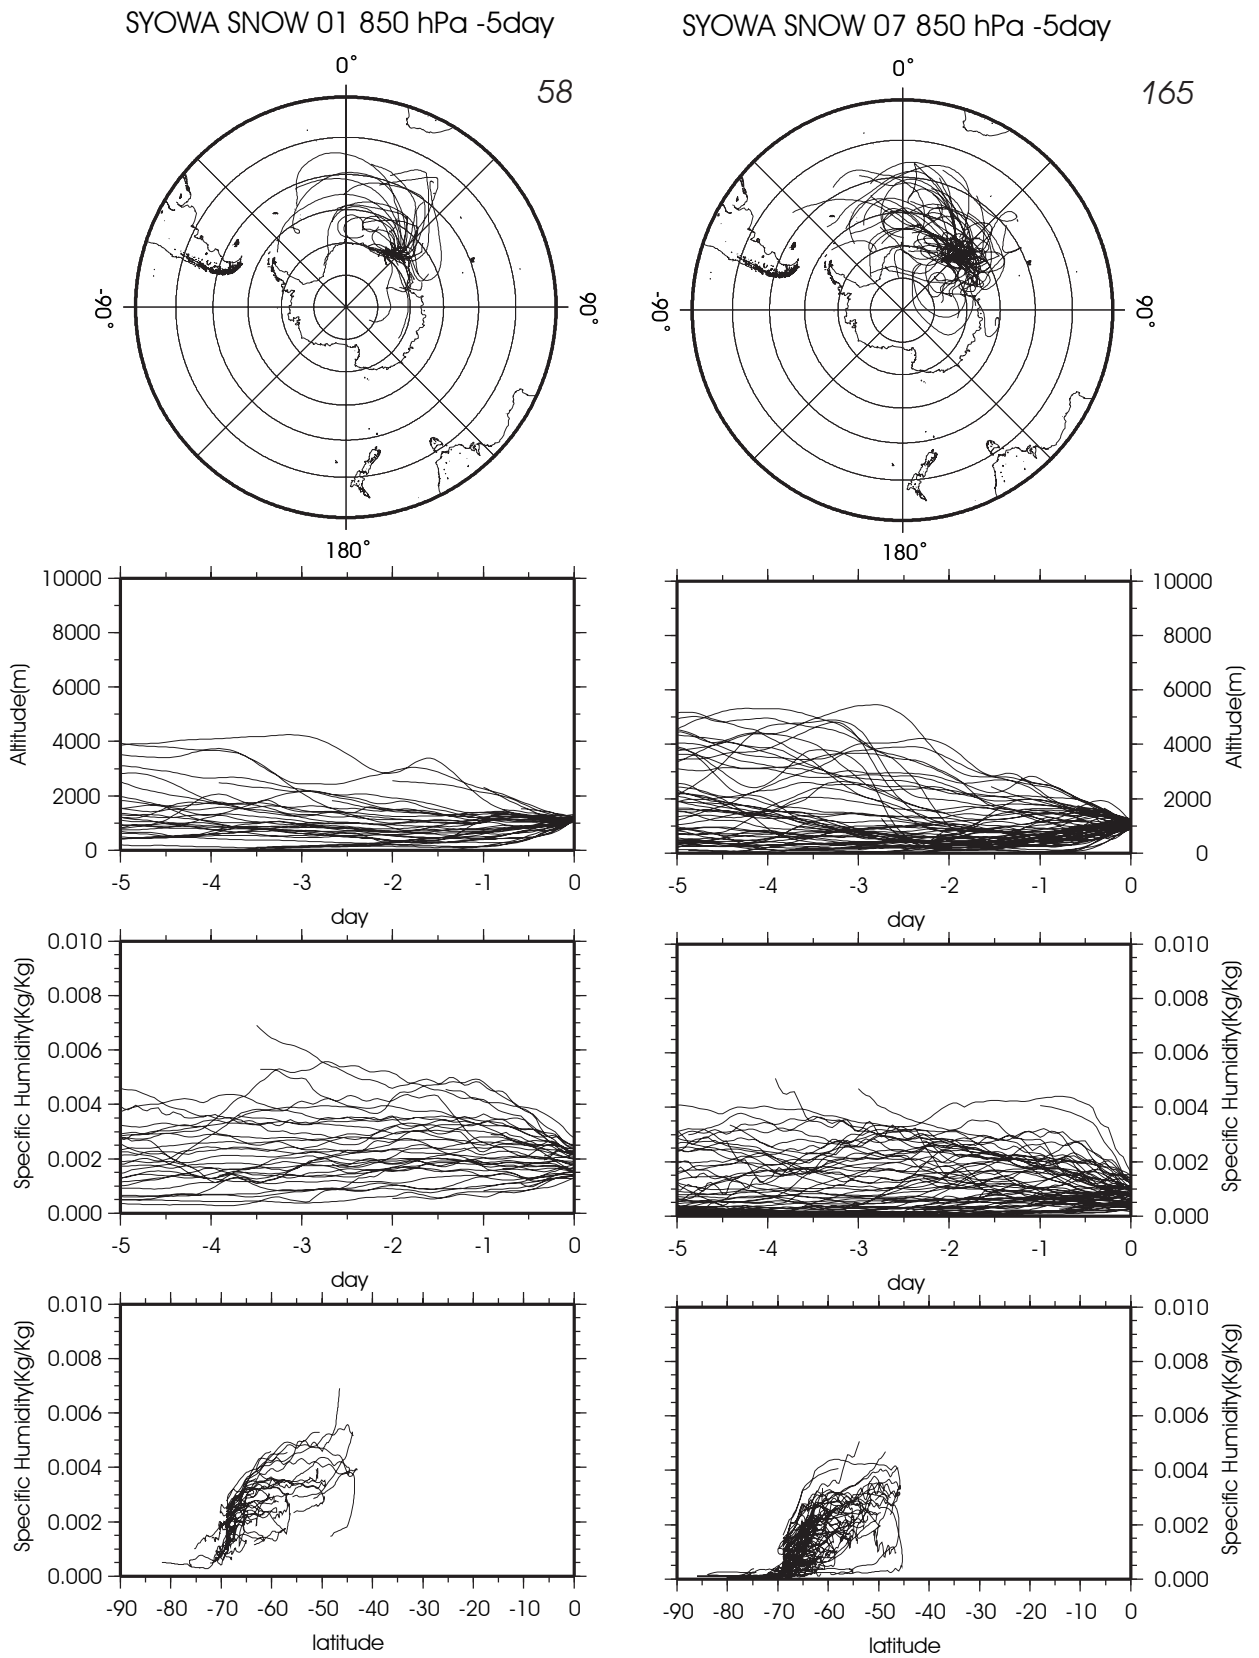 SYOWA SNOW 01 850 hPa -5day
SYOWA SNOW 07 850 hPa -5day
58
165
0°
-90°
90°
180°
0°
-90°
90°
180°
Altitude(m)
10000
8000
6000
4000
2000
0
-5 -4 -3 -2 -1 0
day
10000
8000
6000
4000
2000
0
Altitude(m)
-5 -4 -3 -2 -1 0
day
Specific Humidity(Kg/Kg)
0.010
0.008
0.006
0.004
0.002
0.000
-5 -4 -3 -2 -1 0
day
0.010
0.008
0.006
0.004
0.002
0.000
Specific Humidity(Kg/Kg)
-5 -4 -3 -2 -1 0
day
Specific Humidity(Kg/Kg)
0.010
0.008
0.006
0.004
0.002
0.000
-90 -80 -70 -60 -50 -40 -30 -20 -10 0
latitude
0.010
0.008
0.006
0.004
0.002
0.000
Specific Humidity(Kg/Kg)
-90 -80 -70 -60 -50 -40 -30 -20 -10 0
latitude